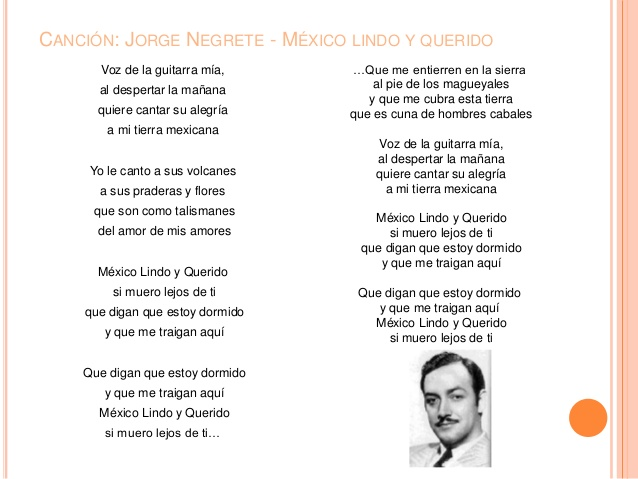 CANCIÓN: JORGE NEGRETE - MÉXICO LINDO Y QUERIDO
Voz de la guitarra mía,
al despertar la mañana
quiere cantar su alegría
a mi tierra mexicana
Yo le canto a sus volcanes
a sus praderas y flores
que son como talismanes
del amor de mis amores
México Lindo y Querido
si muero lejos de ti
que digan que estoy dormido
y que me traigan aquí
Que digan que estoy dormido
y que me traigan aquí
México Lindo y Querido
si muero lejos de ti…
…Que me entierren en la sierra
al pie de los magueyales
y que me cubra esta tierra
que es cuna de hombres cabales
Voz de la guitarra mía,
al despertar la mañana
quiere cantar su alegría
a mi tierra mexicana
México Lindo y Querido
si muero lejos de ti
que digan que estoy dormido
y que me traigan aquí
Que digan que estoy dormido
y que me traigan aquí
México Lindo y Querido
si muero lejos de ti